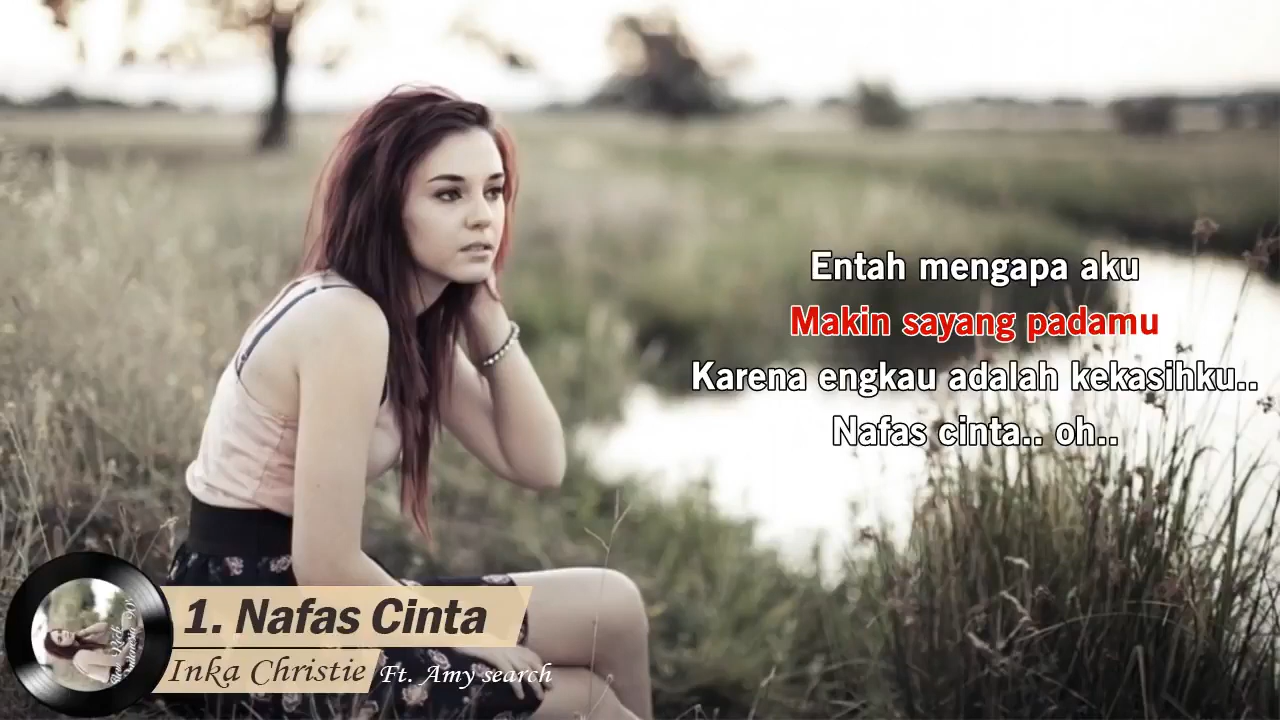 Entah mengapa aku
Makin sayang padamu
Karena engkau adalah kekasihku..
Nafas cinta.. oh..
1. Nafas Cinta
Inka Christie Ft. Amy search